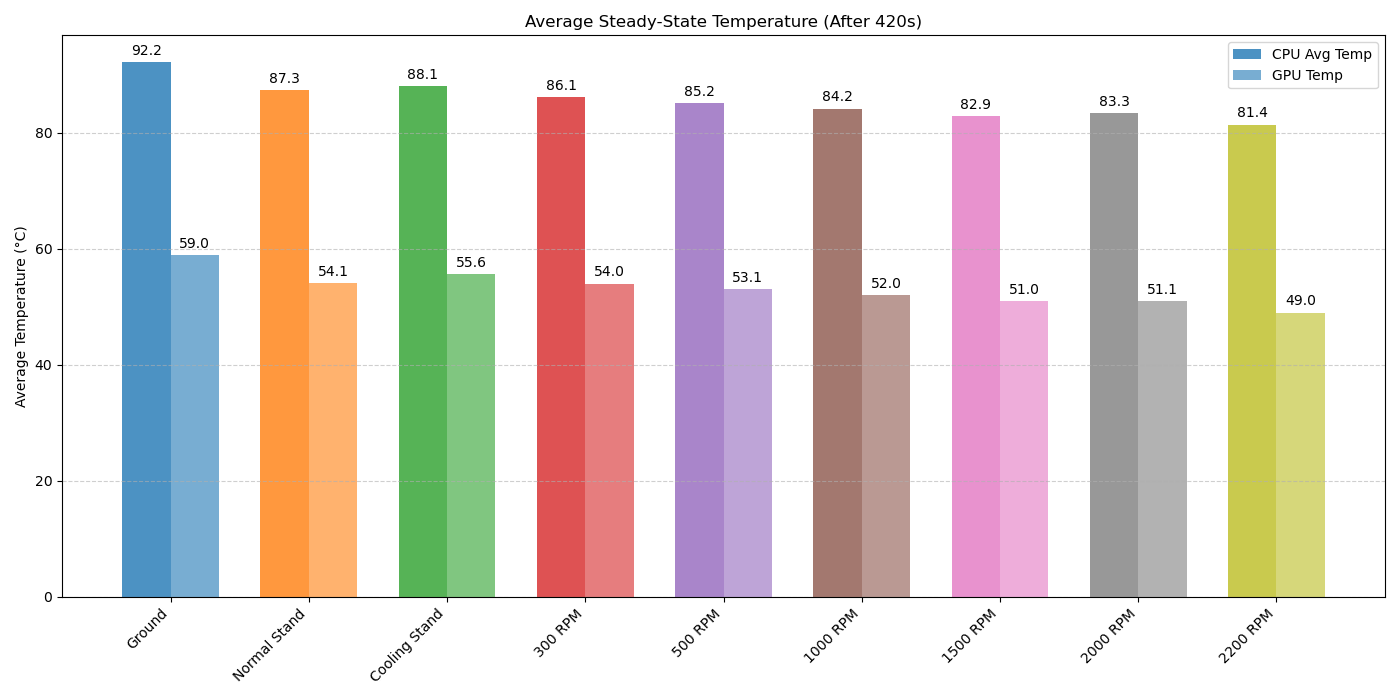 Average Steady-State Temperature (After 420s)
CPU Avg Temp
GPU Temp
Average Temperature (°C)
80
60
40
20
0
92.2
59.0
87.3
54.1
88.1
55.6
86.1
54.0
85.2
53.1
84.2
52.0
82.9
51.0
83.3
51.1
81.4
49.0
Ground
Normal Stand
Cooling Stand
300 RPM
500 RPM
1000 RPM
1500 RPM
2000 RPM
2200 RPM